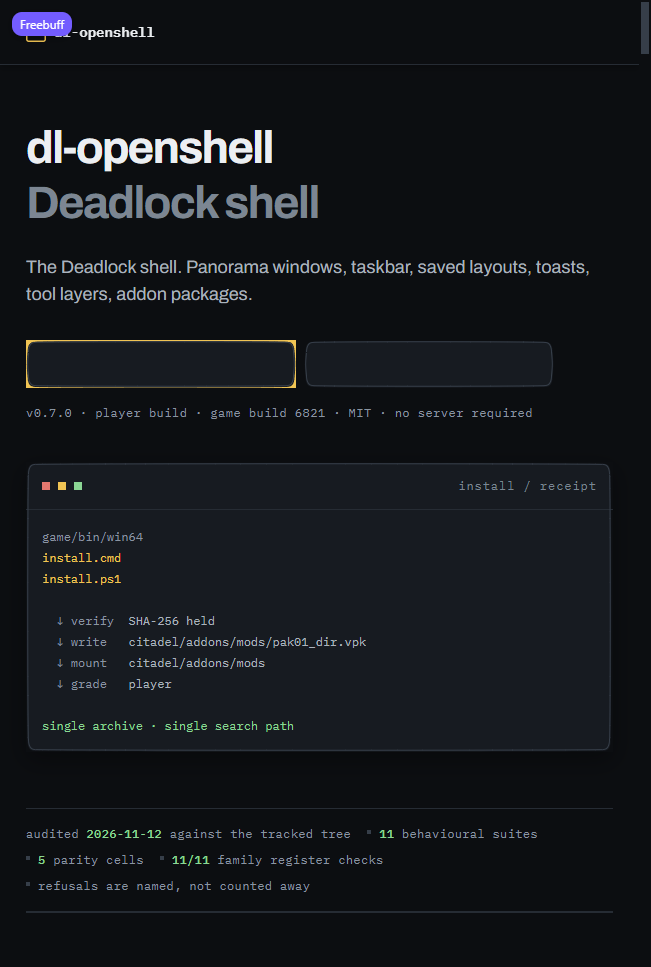 Freebuff
dl-openshell
dl-openshell
Deadlock shell
The Deadlock shell. Panorama windows, taskbar, saved layouts, toasts,
tool layers, addon packages.
v0.7.0 · player build · game build 6821 · MIT · no server required
install / receipt
game/bin/win64
install.cmd
install.ps1
↓ verify SHA-256 held
↓ write citadel/addons/mods/pak01_dir.vpk
↓ mount citadel/addons/mods
↓ grade player
single archive · single search path
audited 2026-11-12 against the tracked tree 11 behavioural suites
5 parity cells 11/11 family register checks
refusals are named, not counted away